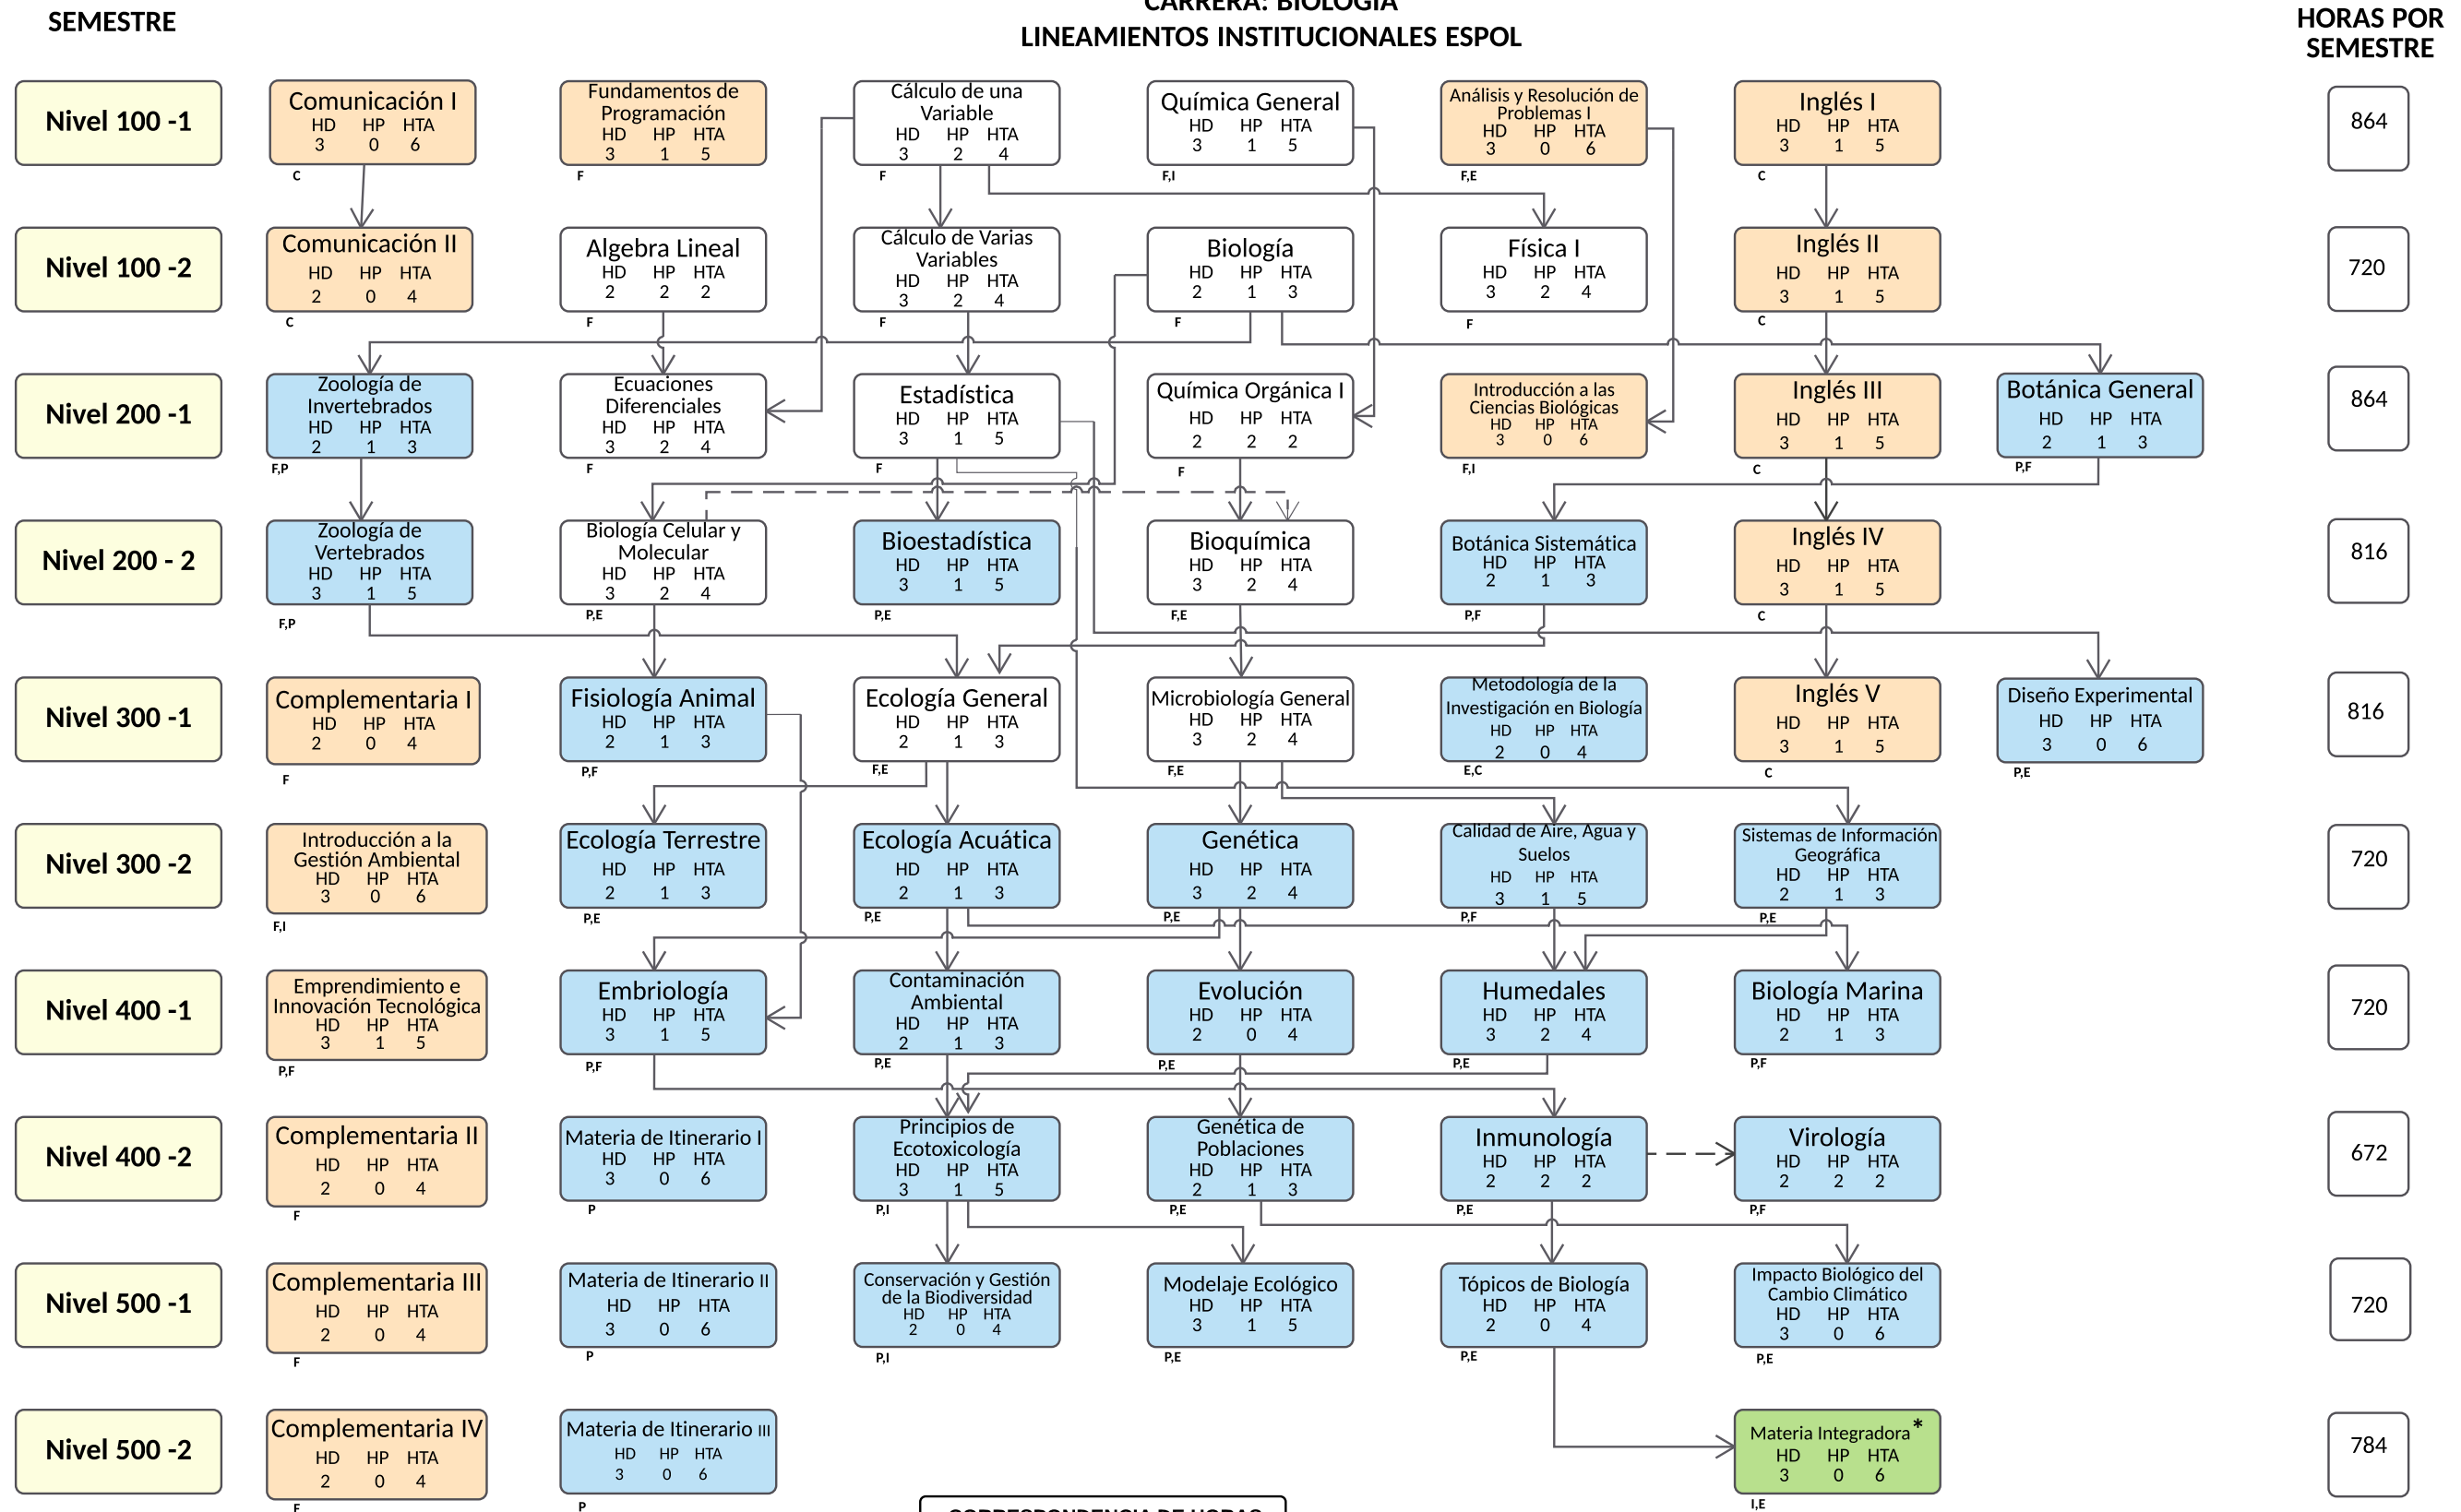 CARRERA: BIOLOGÍA
LINEAMIENTOS INSTITUCIONALES ESPOL
SEMESTRE
HORAS POR
SEMESTRE
Nivel 100 -1
Comunicación I
HD HP HTA
3 0 6
C
Fundamentos de
Programación
HD HP HTA
3 1 5
F
Cálculo de una
Variable
HD HP HTA
3 2 4
F
Química General
HD HP HTA
3 1 5
F,I
Análisis y Resolución de
Problemas I
HD HP HTA
3 0 6
F,E
Inglés I
HD HP HTA
3 1 5
C
864
Nivel 100 -2
Comunicación II
HD HP HTA
2 0 4
C
Algebra Lineal
HD HP HTA
2 2 2
F
Cálculo de Varias
Variables
HD HP HTA
3 2 4
F
Biología
HD HP HTA
2 1 3
F
Física I
HD HP HTA
3 2 4
F
Inglés II
HD HP HTA
3 1 5
C
720
Nivel 200 -1
Zoología de
Invertebrados
HD HP HTA
2 1 3
F,P
Ecuaciones
Diferenciales
HD HP HTA
3 2 4
F
Estadística
HD HP HTA
3 1 5
F
Química Orgánica I
HD HP HTA
2 2 2
F
Introducción a las
Ciencias Biológicas
HD HP HTA
3 0 6
F,I
Inglés III
HD HP HTA
3 1 5
C
Botánica General
HD HP HTA
2 1 3
P,F
864
Nivel 200 - 2
Zoología de
Vertebrados
HD HP HTA
3 1 5
F,P
Biología Celular y
Molecular
HD HP HTA
3 2 4
P,E
Bioestadística
HD HP HTA
3 1 5
P,E
Bioquímica
HD HP HTA
3 2 4
F,E
Botánica Sistemática
HD HP HTA
2 1 3
P,F
Inglés IV
HD HP HTA
3 1 5
C
816
Nivel 300 -1
Complementaria I
HD HP HTA
2 0 4
F
Fisiología Animal
HD HP HTA
2 1 3
P,F
Ecología General
HD HP HTA
2 1 3
F,E
Microbiología General
HD HP HTA
3 2 4
F,E
Metodología de la
Investigación en Biología
HD HP HTA
2 0 4
E,C
Inglés V
HD HP HTA
3 1 5
C
Diseño Experimental
HD HP HTA
3 0 6
P,E
816
Nivel 300 -2
Introducción a la
Gestión Ambiental
HD HP HTA
3 0 6
F,I
Ecología Terrestre
HD HP HTA
2 1 3
P,E
Ecología Acuática
HD HP HTA
2 1 3
P,E
Genética
HD HP HTA
3 2 4
P,E
Calidad de Aire, Agua y
Suelos
HD HP HTA
3 1 5
P,F
Sistemas de Información
Geográfica
HD HP HTA
2 1 3
P,E
720
Nivel 400 -1
Emprendimiento e
Innovación Tecnológica
HD HP HTA
3 1 5
P,F
Embriología
HD HP HTA
3 1 5
P,F
Contaminación
Ambiental
HD HP HTA
2 1 3
P,E
Evolución
HD HP HTA
2 0 4
P,E
Humedales
HD HP HTA
3 2 4
P,E
Biología Marina
HD HP HTA
2 1 3
P,F
720
Nivel 400 -2
Complementaria II
HD HP HTA
2 0 4
F
Materia de Itinerario I
HD HP HTA
3 0 6
P
Principios de
Ecotoxicología
HD HP HTA
3 1 5
P,I
Genética de
Poblaciones
HD HP HTA
2 1 3
P,E
Inmunología
HD HP HTA
2 2 2
P,E
Virología
HD HP HTA
2 2 2
P,F
672
Nivel 500 -1
Complementaria III
HD HP HTA
2 0 4
F
Materia de Itinerario II
HD HP HTA
3 0 6
P
Conservación y Gestión
de la Biodiversidad
HD HP HTA
2 0 4
P,I
Modelaje Ecológico
HD HP HTA
3 1 5
P,E
Tópicos de Biología
HD HP HTA
2 0 4
P,E
Impacto Biológico del
Cambio Climático
HD HP HTA
3 0 6
P,E
720
Nivel 500 -2
Complementaria IV
HD HP HTA
2 0 4
F
Materia de Itinerario III
HD HP HTA
3 0 6
P
Materia Integradora *
HD HP HTA
3 0 6
I,E
784
CORRESPONDENCIA DE HORAS